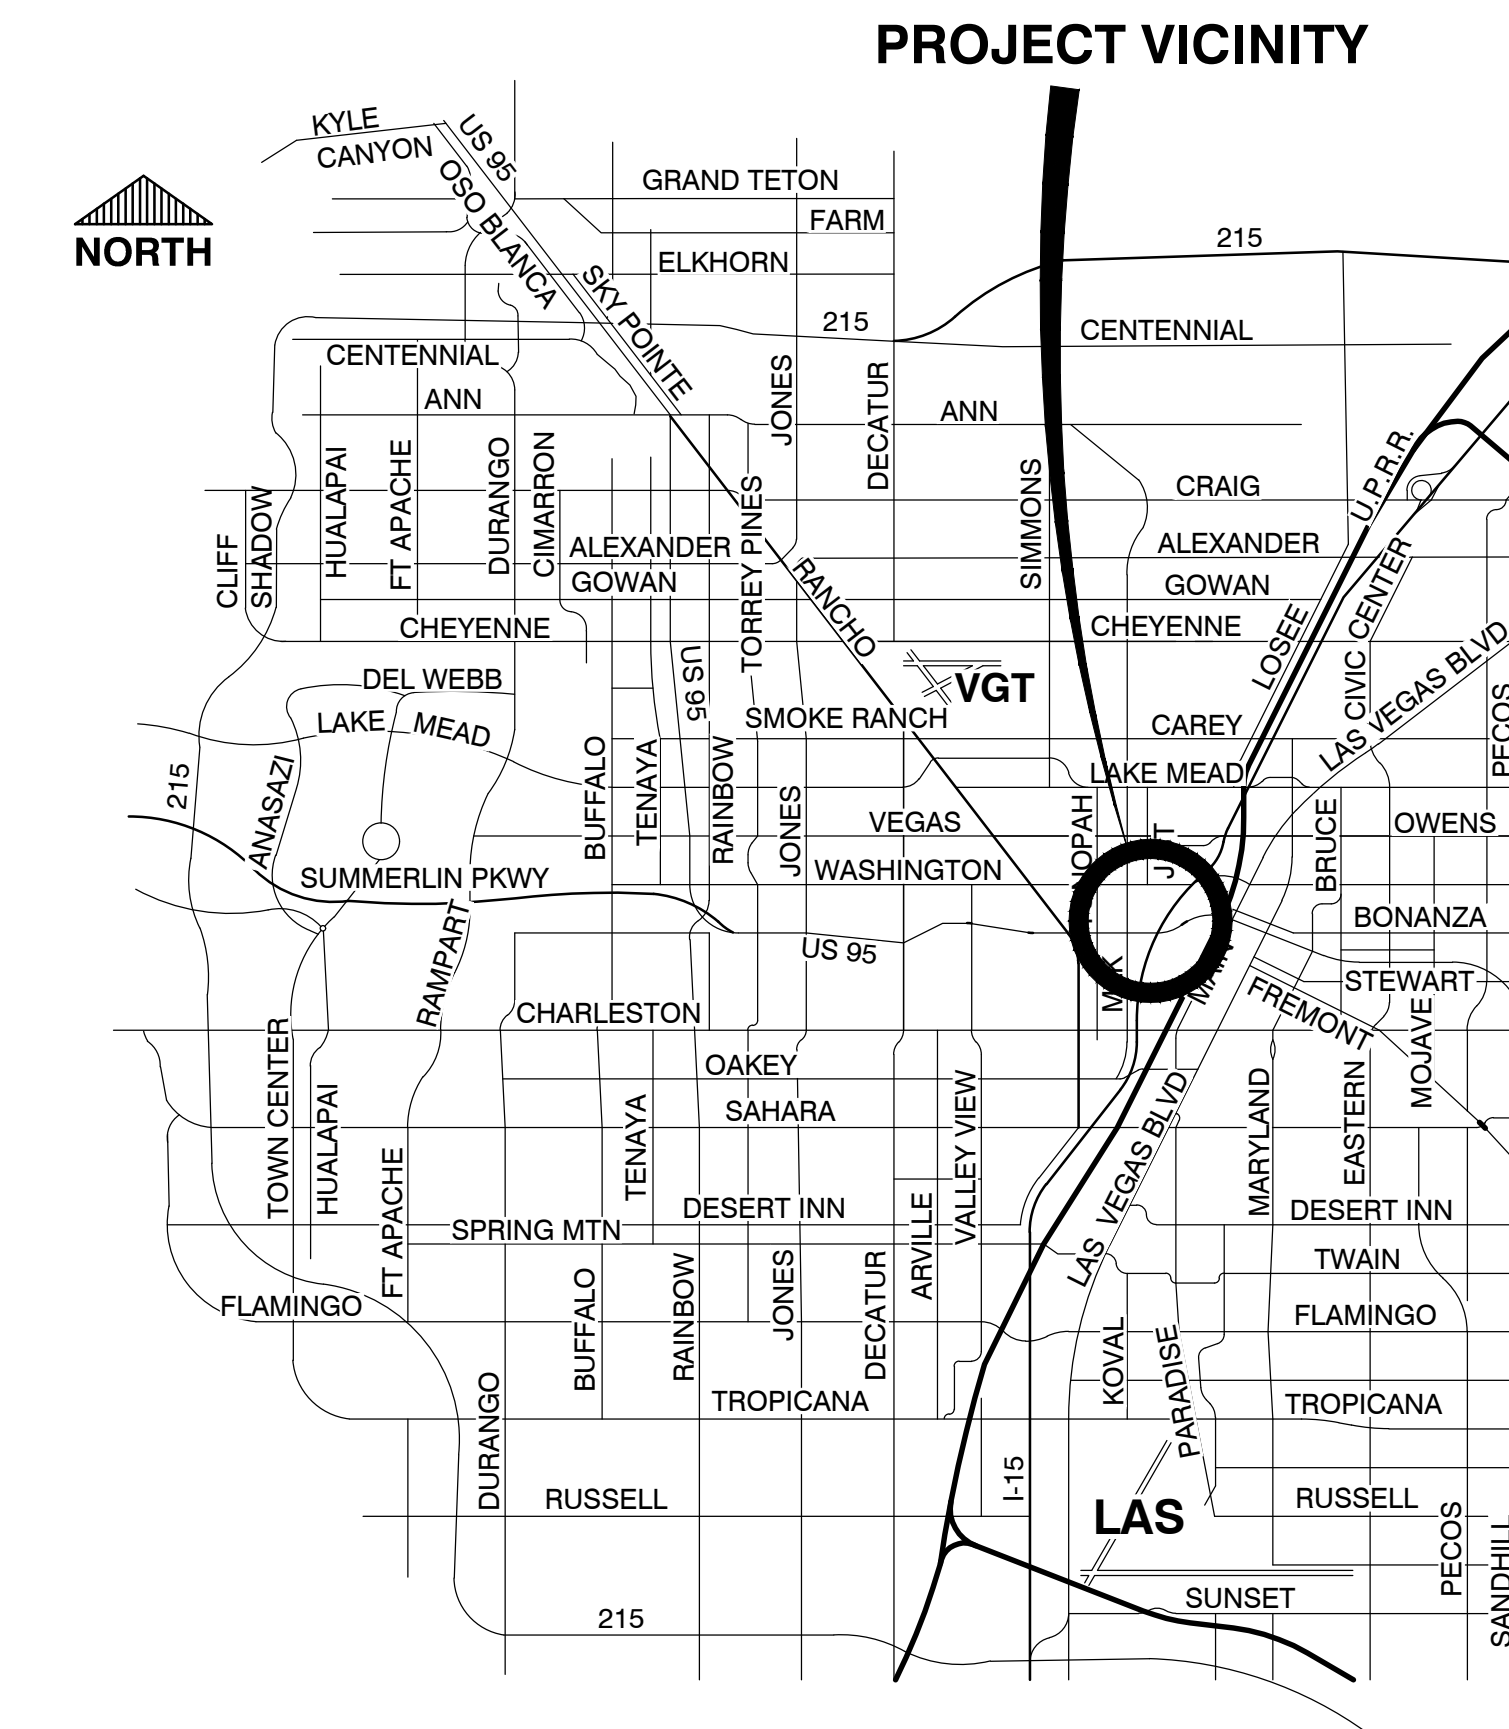 PROJECT VICINITY
KYLE
CANYON
US 95
OSO BLANCA
GRAND TETON
FARM
NORTH
215
ELKHORN
SKY POINTE
215
CENTENNIAL
CENTENNIAL
JONES
DECATUR
ANN
ANN
U.P.R.R.
HUALAPAI
FT APACHE
DURANGO
CIMARRON
SIMMONS
CRAIG
CLIFF
SHADOW
TORREY PINES
ALEXANDER
ALEXANDER
GOWAN
GOWAN
RANCHO
CIVIC CENTER
CHEYENNE
CHEYENNE
LOSEE
US 95
DEL WEBB
VGT
LAS VEGAS BLVD
PECOS
LAKE MEAD
SMOKE RANCH
CAREY
215
ANASAZI
BUFFALO
TENAYA
RAINBOW
JONES
LAKE MEAD
VEGAS
BRUCE
OWENS
SUMMERLIN PKWY
WASHINGTON
RAMPART
US 95
BONANZA
MAIN
STEWART
FREMONT
CHARLESTON
MOJAVE
TOWN CENTER
HUALAPAI
OAKEY
TENAYA
SAHARA
VALLEY VIEW
LAS VEGAS BLVD
MARYLAND
EASTERN
FT APACHE
DESERT INN
DESERT INN
SPRING MTN
ARVILLE
TWAIN
FLAMINGO
BUFFALO
RAINBOW
JONES
DECATUR
FLAMINGO
KOVAL
PARADISE
DURANGO
TROPICANA
TROPICANA
I-15
RUSSELL
LAS
RUSSELL
PECOS
SANDHILL
SUNSET
215